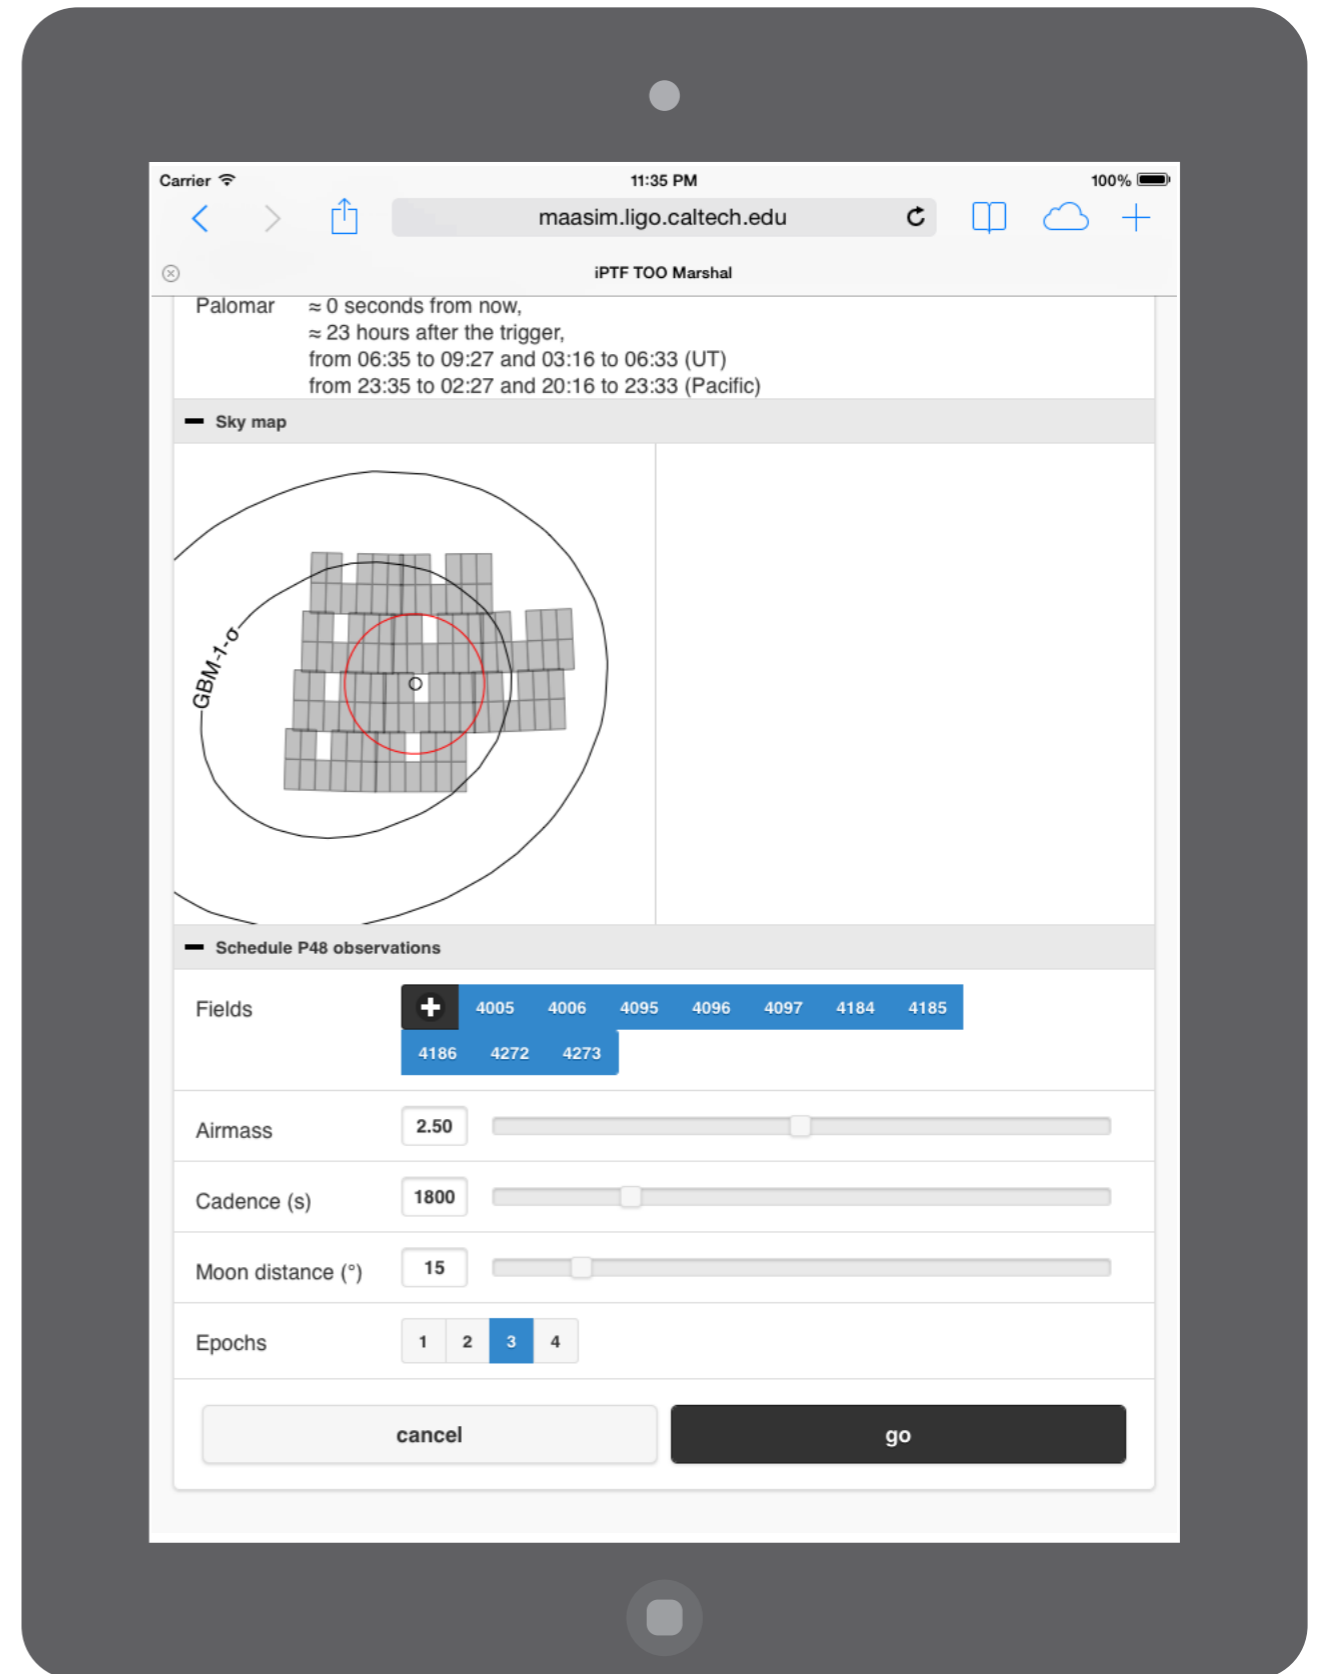 Carrier 11:35 PM 100%
maasim.ligo.caltech.edu
iPTF TOO Marshal
Palomar ≈ 0 seconds from now,
≈ 23 hours after the trigger,
from 06:35 to 09:27 and 03:16 to 06:33 (UT)
from 23:35 to 02:27 and 20:16 to 23:33 (Pacific)
Sky map
GBM-1-σ
Schedule P48 observations
Fields 4005 4006 4095 4096 4097 4184 4185
4186 4272 4273
Airmass 2.50
Cadence (s) 1800
Moon distance (°) 15
Epochs 1 2 3 4
cancel go